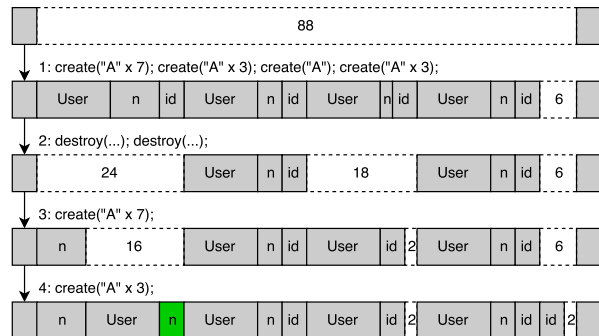 88
1: create("A" x 7); create("A" x 3); create("A"); create("A" x 3);
User n id User n id User n id User n id 6
2: destroy(...); destroy(...);
24 User n id 18 User n id 6
3: create("A" x 7);
n 16 User n id User id 2 User n id 6
4: create("A" x 3);
n User n User n id User id 2 User n id id 2